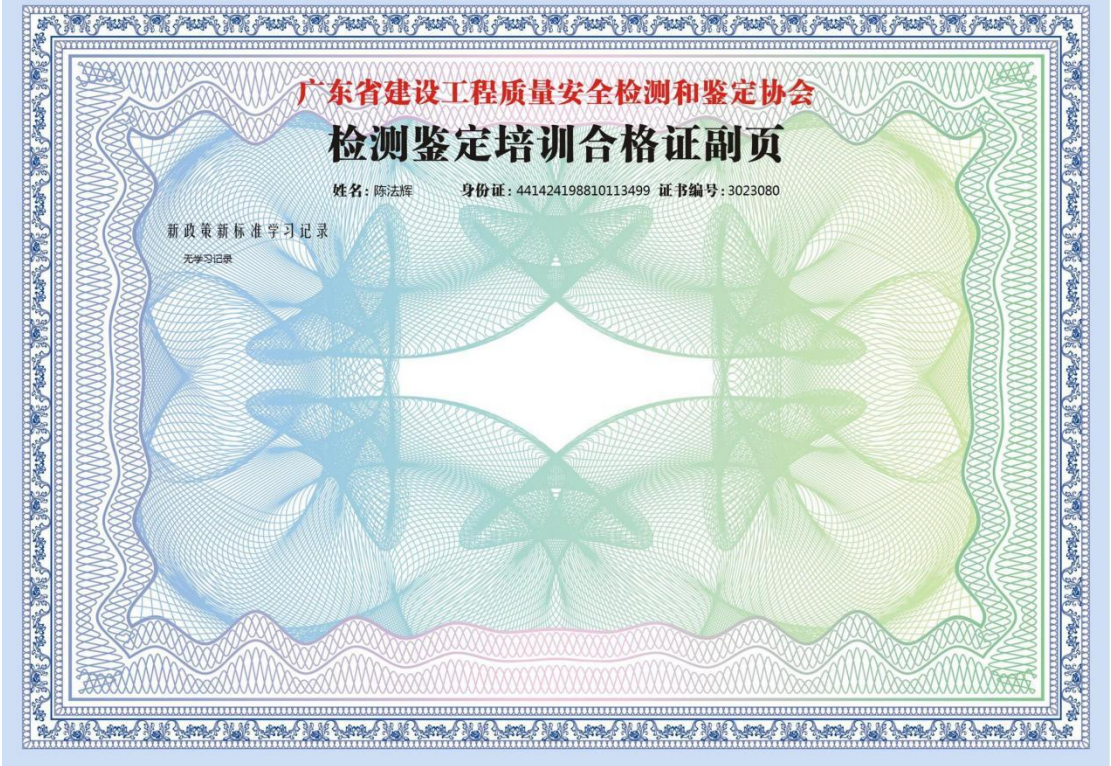 广东省建设工程质量安全检测和鉴定协会
检测鉴定培训合格证副页
姓名：陈法辉 身份证：441424198810113499 证书编号：3023080
新政策新标准学习记录
无学习记录